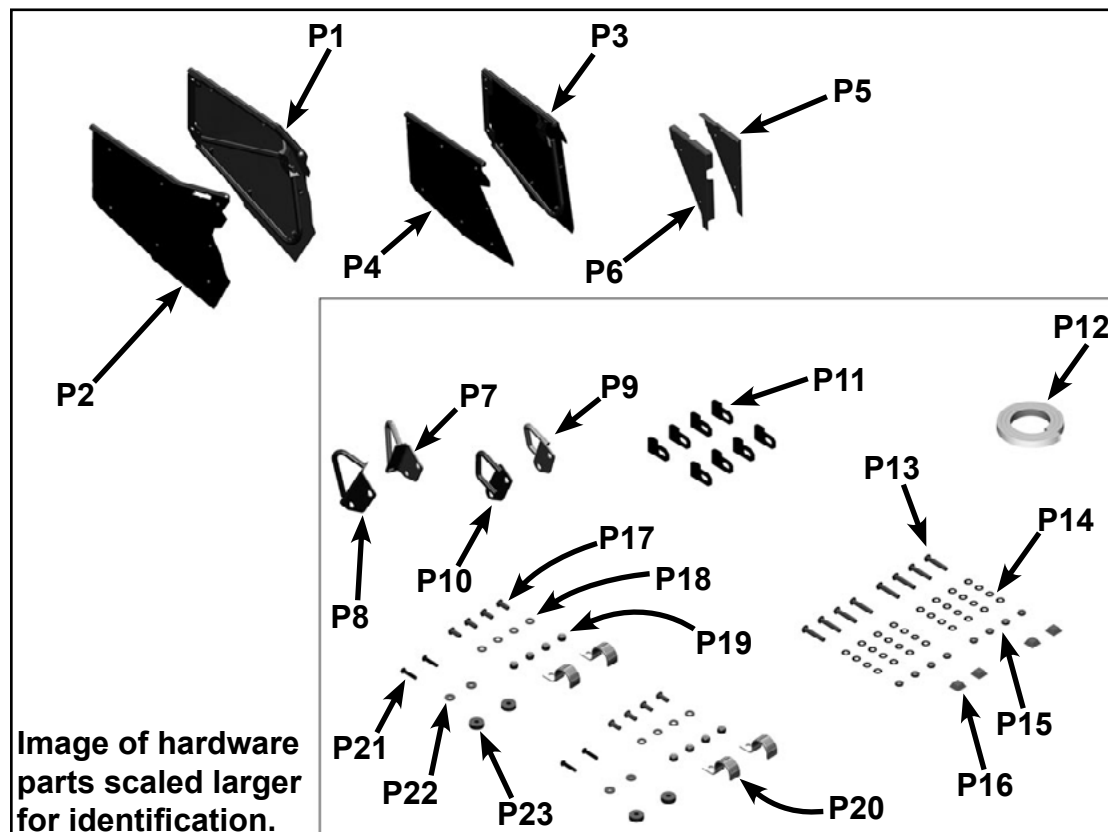 P1
P3
P5
P4
P6
P2
P12
P11
P9
P7
P13
P14
P17
P10
P18
P8
P19
P15
P21
P16
P22
P23
P20
Image of hardware
parts scaled larger
for identification.